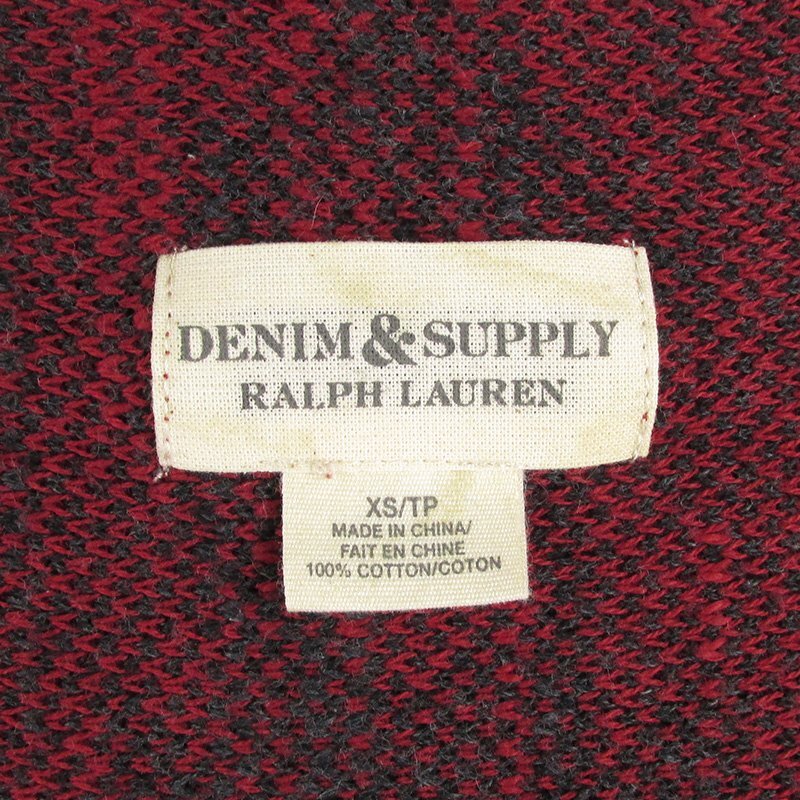 DENIM & SUPPLY
RALPH LAUREN
XS/TP
MADE IN CHINA/
FAIT EN CHINE
100% COTTON/COTON